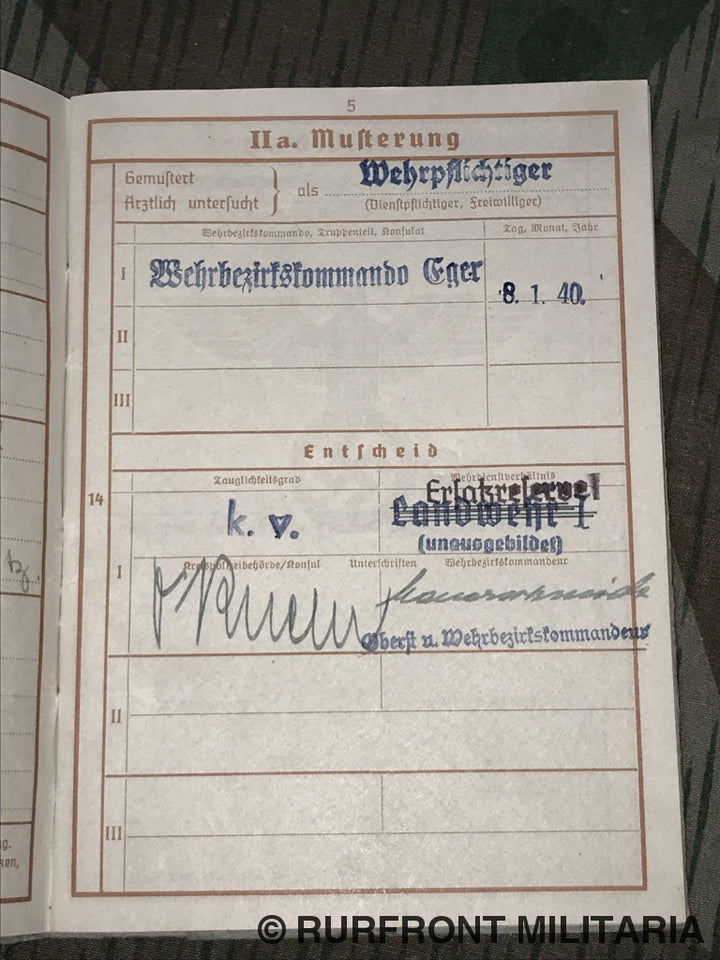 5
IIa. Musterung
Gemustert
Ärztlich untersucht
als
Wehrpflichtiger
(Dienstpflichtiger, Freiwilliger)
Wehrbezirkskommando, Truppenteil, Konsulat
Tag, Monat, Jahr
I
Wehrbezirkskommando Eger
8. 1. 40.
II
III
Entscheid
14
Tauglichkeitsgrad
Wehrdienstverhältnis
k. v.
Ersatzreserve I
Landwehr I
(unausgebildet)
I
Kreispolizeibehörde/Konsul
Unterschriften
Wehrbezirkskommandeur
Oberst u. Wehrbezirkskommandeur
II
III
© RURFRONT MILITARIA